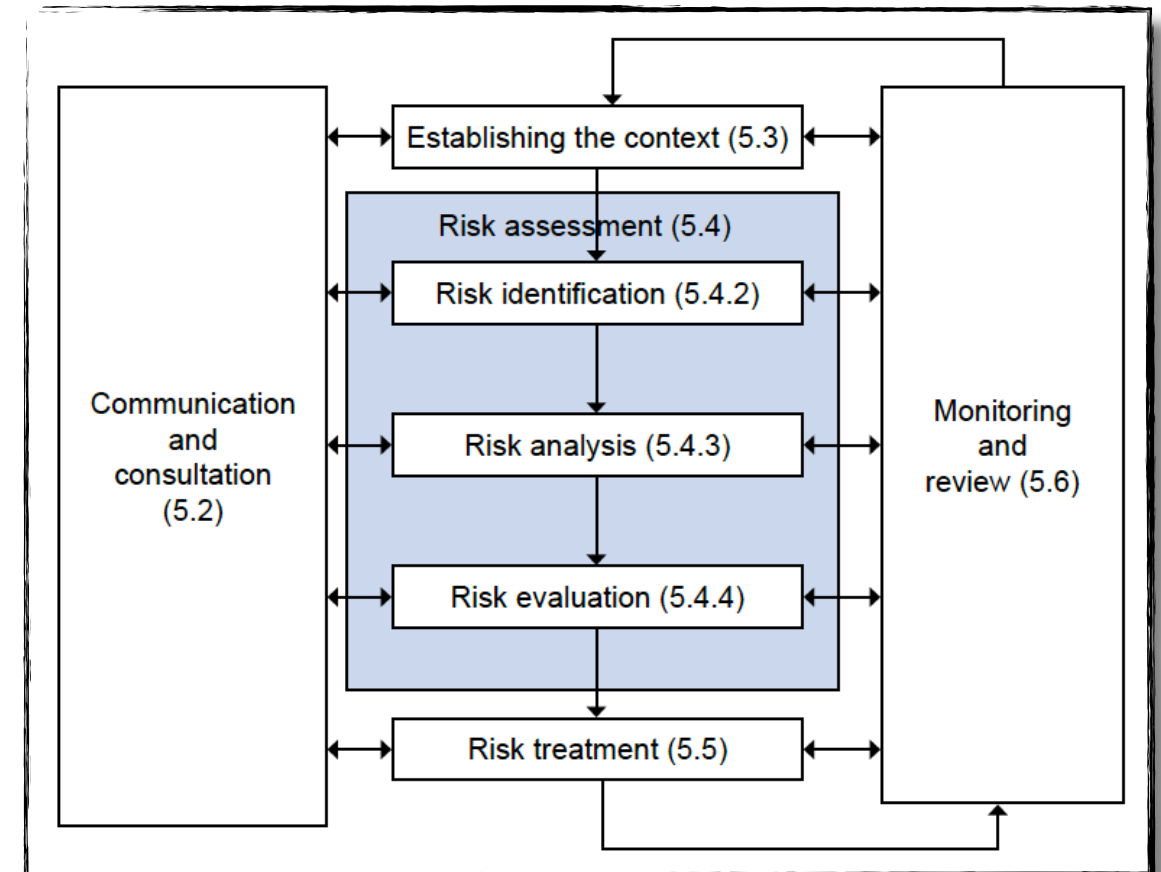 Establishing the context (5.3)
Risk assessment (5.4)
Risk identification (5.4.2)
Communication
and
consultation
(5.2)
Risk analysis (5.4.3)
Monitoring
and
review (5.6)
Risk evaluation (5.4.4)
Risk treatment (5.5)